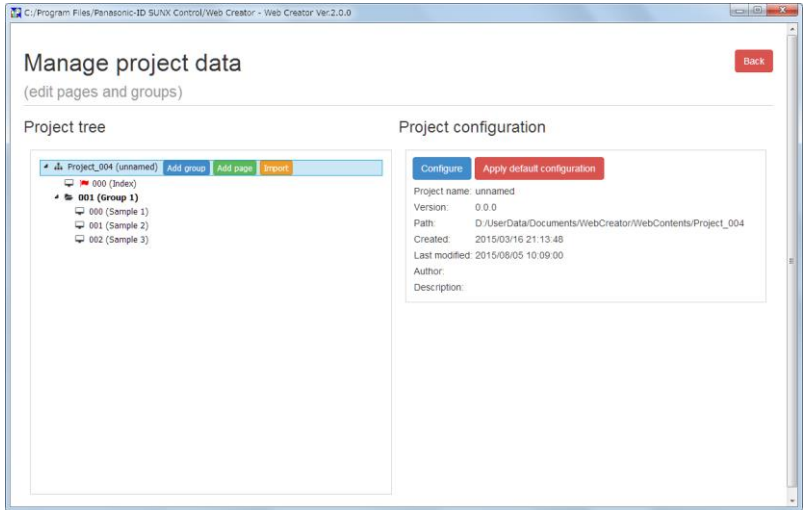 C:/Program Files/Panasonic-ID SUNX Control/Web Creator - Web Creator Ver.2.0.0
Manage project data
Back
(edit pages and groups)
Project tree
Project_004 (unnamed) Add group Add page Import
000 (Index)
001 (Group 1)
000 (Sample 1)
001 (Sample 2)
002 (Sample 3)
Project configuration
Configure Apply default configuration
Project name: unnamed
Version: 0.0.0
Path: D:/UserData/Documents/WebCreator/WebContents/Project_004
Created: 2015/03/16 21:13:48
Last modified: 2015/08/05 10:09:00
Author:
Description: